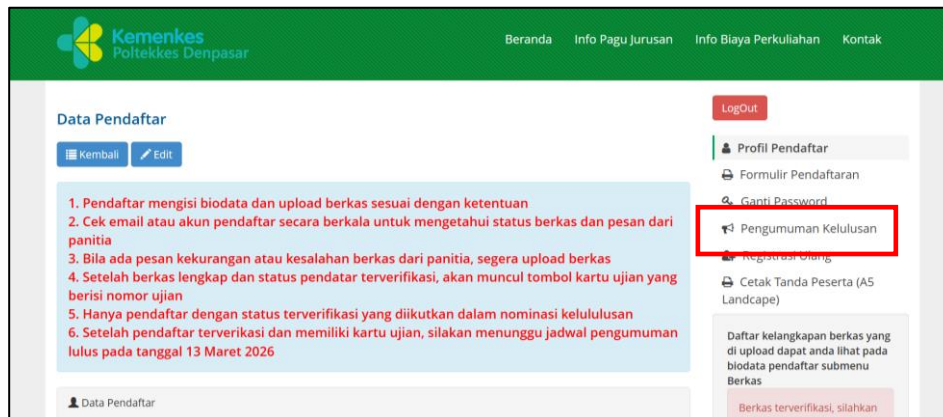 Kemenkes
Poltekkes Denpasar
Beranda Info Pagu Jurusan Info Biaya Perkuliahan Kontak
Data Pendaftar
Kembali Edit
1. Pendaftar mengisi biodata dan upload berkas sesuai dengan ketentuan
2. Cek email atau akun pendaftar secara berkala untuk mengetahui status berkas dan pesan dari
panitia
3. Bila ada pesan kekurangan atau kesalahan berkas dari panitia, segera upload berkas
4. Setelah berkas lengkap dan status pendatar terverifikasi, akan muncul tombol kartu ujian yang
berisi nomor ujian
5. Hanya pendaftar dengan status terverifikasi yang diikutkan dalam nominasi kelululusan
6. Setelah pendaftar terverikasi dan memiliki kartu ujian, silakan menunggu jadwal pengumuman
lulus pada tanggal 13 Maret 2026
Data Pendaftar
LogOut
Profil Pendaftar
Formulir Pendaftaran
Ganti Password
Pengumuman Kelulusan
Registrasi Ulang
Cetak Tanda Peserta (A5
Landcape)
Daftar kelangkapan berkas yang
di upload dapat anda lihat pada
biodata pendaftar submenu
Berkas
Berkas terverifikasi, silahkan